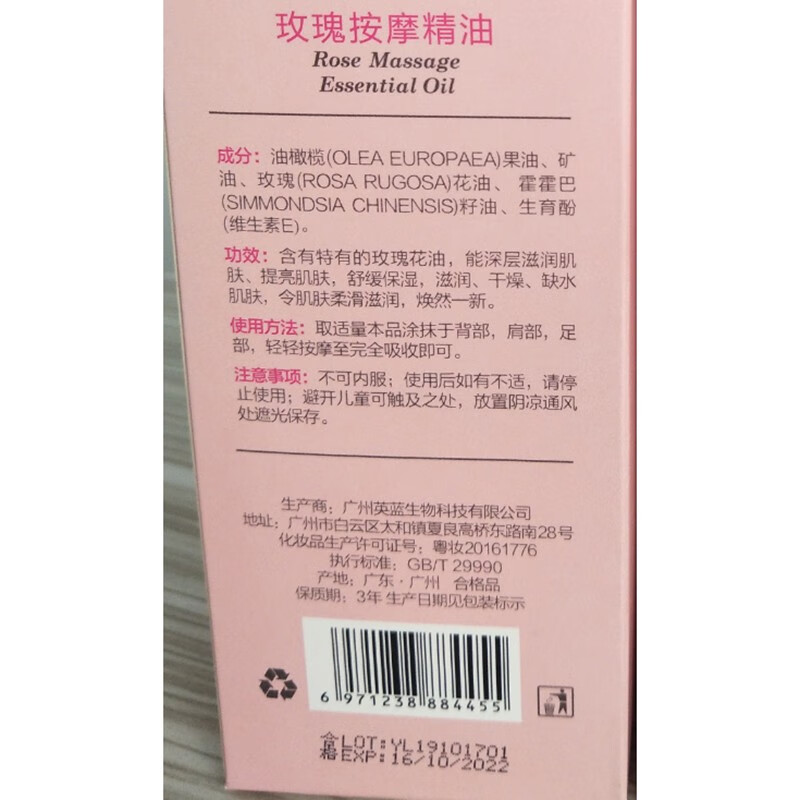 玫瑰按摩精油
Rose Massage
Essential Oil
成分：油橄榄(OLEA EUROPAEA)果油、矿
油、玫瑰(ROSA RUGOSA)花油、 霍霍巴
(SIMMONDSIA CHINENSIS)籽油、生育酚
(维生素E)。
功效：含有特有的玫瑰花油，能深层滋润肌
肤、提亮肌肤，舒缓保湿，滋润、干燥、缺水
肌肤，令肌肤柔滑滋润，焕然一新。
使用方法：取适量本品涂抹于背部，肩部，足
部，轻轻按摩至完全吸收即可。
注意事项：不可内服；使用后如有不适，请停
止使用；避开儿童可触及之处，放置阴凉通风
处遮光保存。
生产商：广州英蓝生物科技有限公司
地址：广州市白云区太和镇夏良高桥东路南28号
化妆品生产许可证号：粤妆20161776
执行标准：GB/T 29990
产地：广东·广州 合格品
保质期：3年 生产日期见包装标示
6 971238 884455
合格 LOT:YL19101701
EXP:16/10/2022